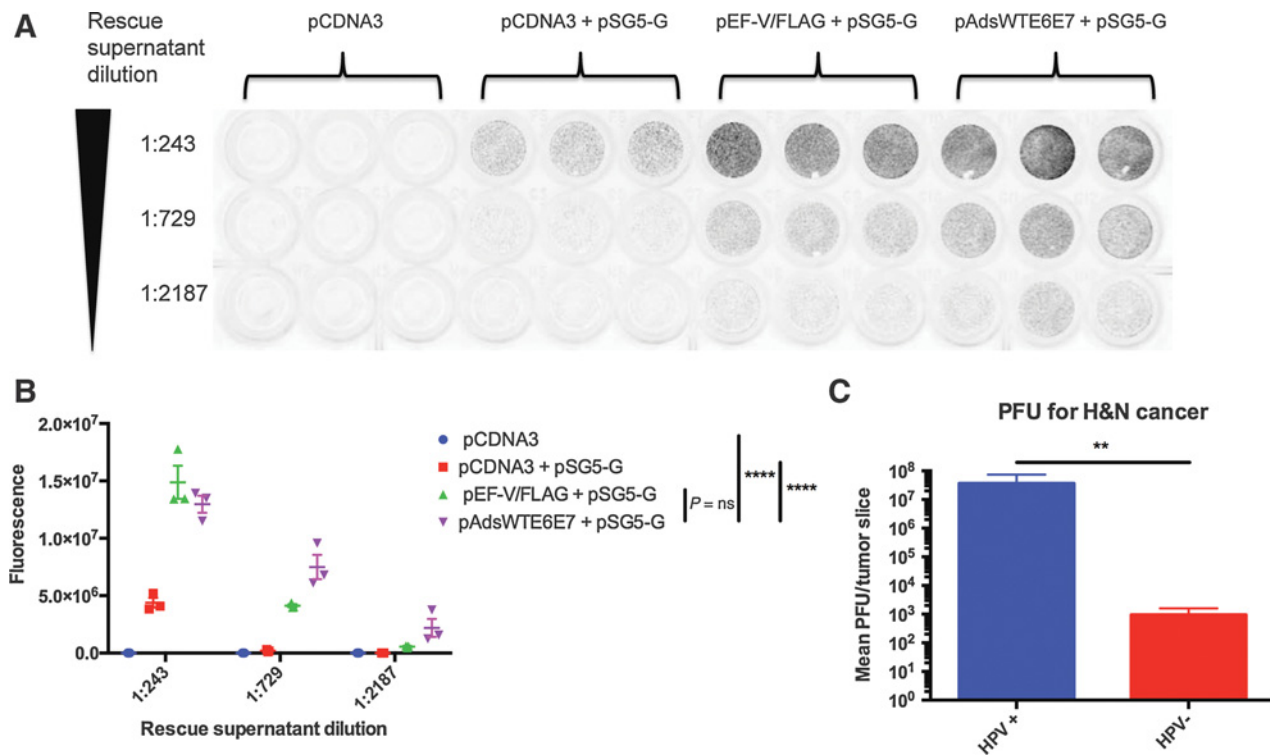 A
Rescue
supernatant
dilution
pCDNA3
pCDNA3 + pSG5-G
pEF-V/FLAG + pSG5-G
pAdsWTE6E7 + pSG5-G
1:243
1:729
1:2187
B
2.0×10⁷
1.5×10⁷
1.0×10⁷
5.0×10⁶
0.0
Fluorescence
1:243
1:729
1:2187
Rescue supernatant dilution
pCDNA3
pCDNA3 + pSG5-G
pEF-V/FLAG + pSG5-G
pAdsWTE6E7 + pSG5-G
P = ns
****
****
C
PFU for H&N cancer
**
10⁸
10⁷
10⁶
10⁵
10⁴
10³
10²
10¹
10⁰
Mean PFU/tumor slice
HPV +
HPV-